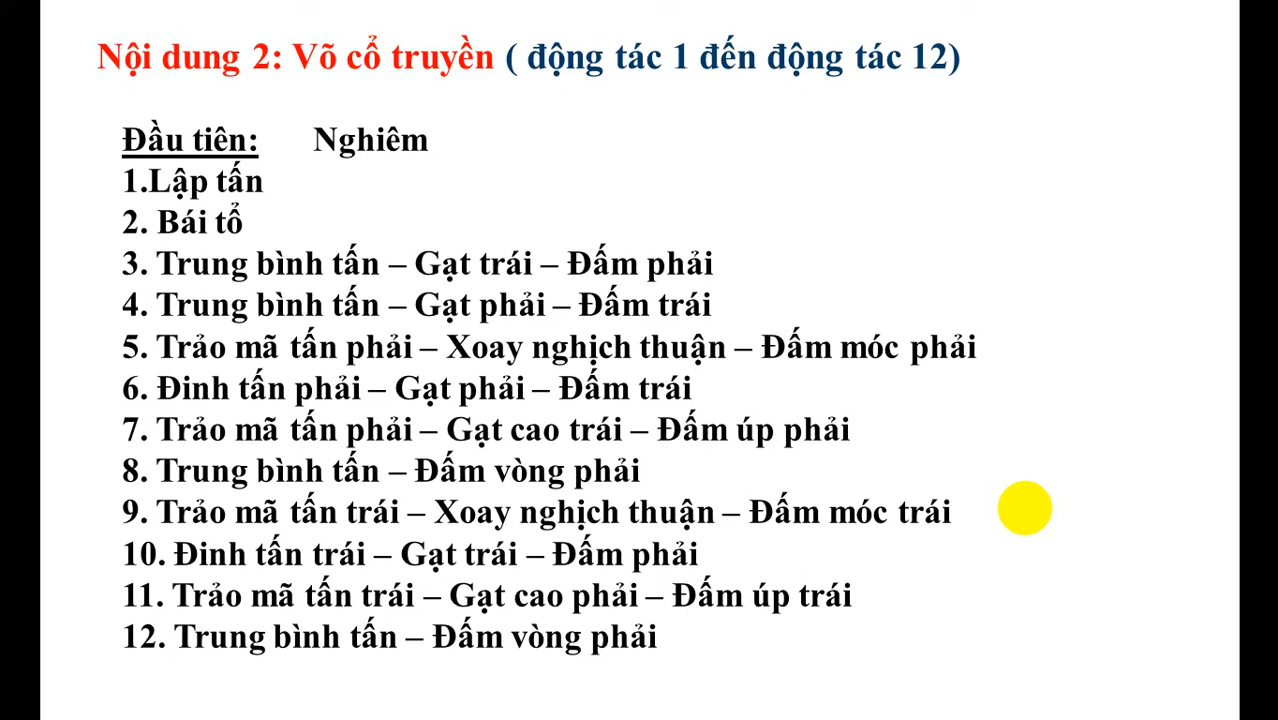 Nội dung 2: Võ cổ truyền ( động tác 1 đến động tác 12)
Đầu tiên: Nghiêm
1.Lập tấn
2. Bái tổ
3. Trung bình tấn – Gạt trái – Đấm phải
4. Trung bình tấn – Gạt phải – Đấm trái
5. Trảo mã tấn phải – Xoay nghịch thuận – Đấm móc phải
6. Đinh tấn phải – Gạt phải – Đấm trái
7. Trảo mã tấn phải – Gạt cao trái – Đấm úp phải
8. Trung bình tấn – Đấm vòng phải
9. Trảo mã tấn trái – Xoay nghịch thuận – Đấm móc trái
10. Đinh tấn trái – Gạt trái – Đấm phải
11. Trảo mã tấn trái – Gạt cao phải – Đấm úp trái
12. Trung bình tấn – Đấm vòng phải